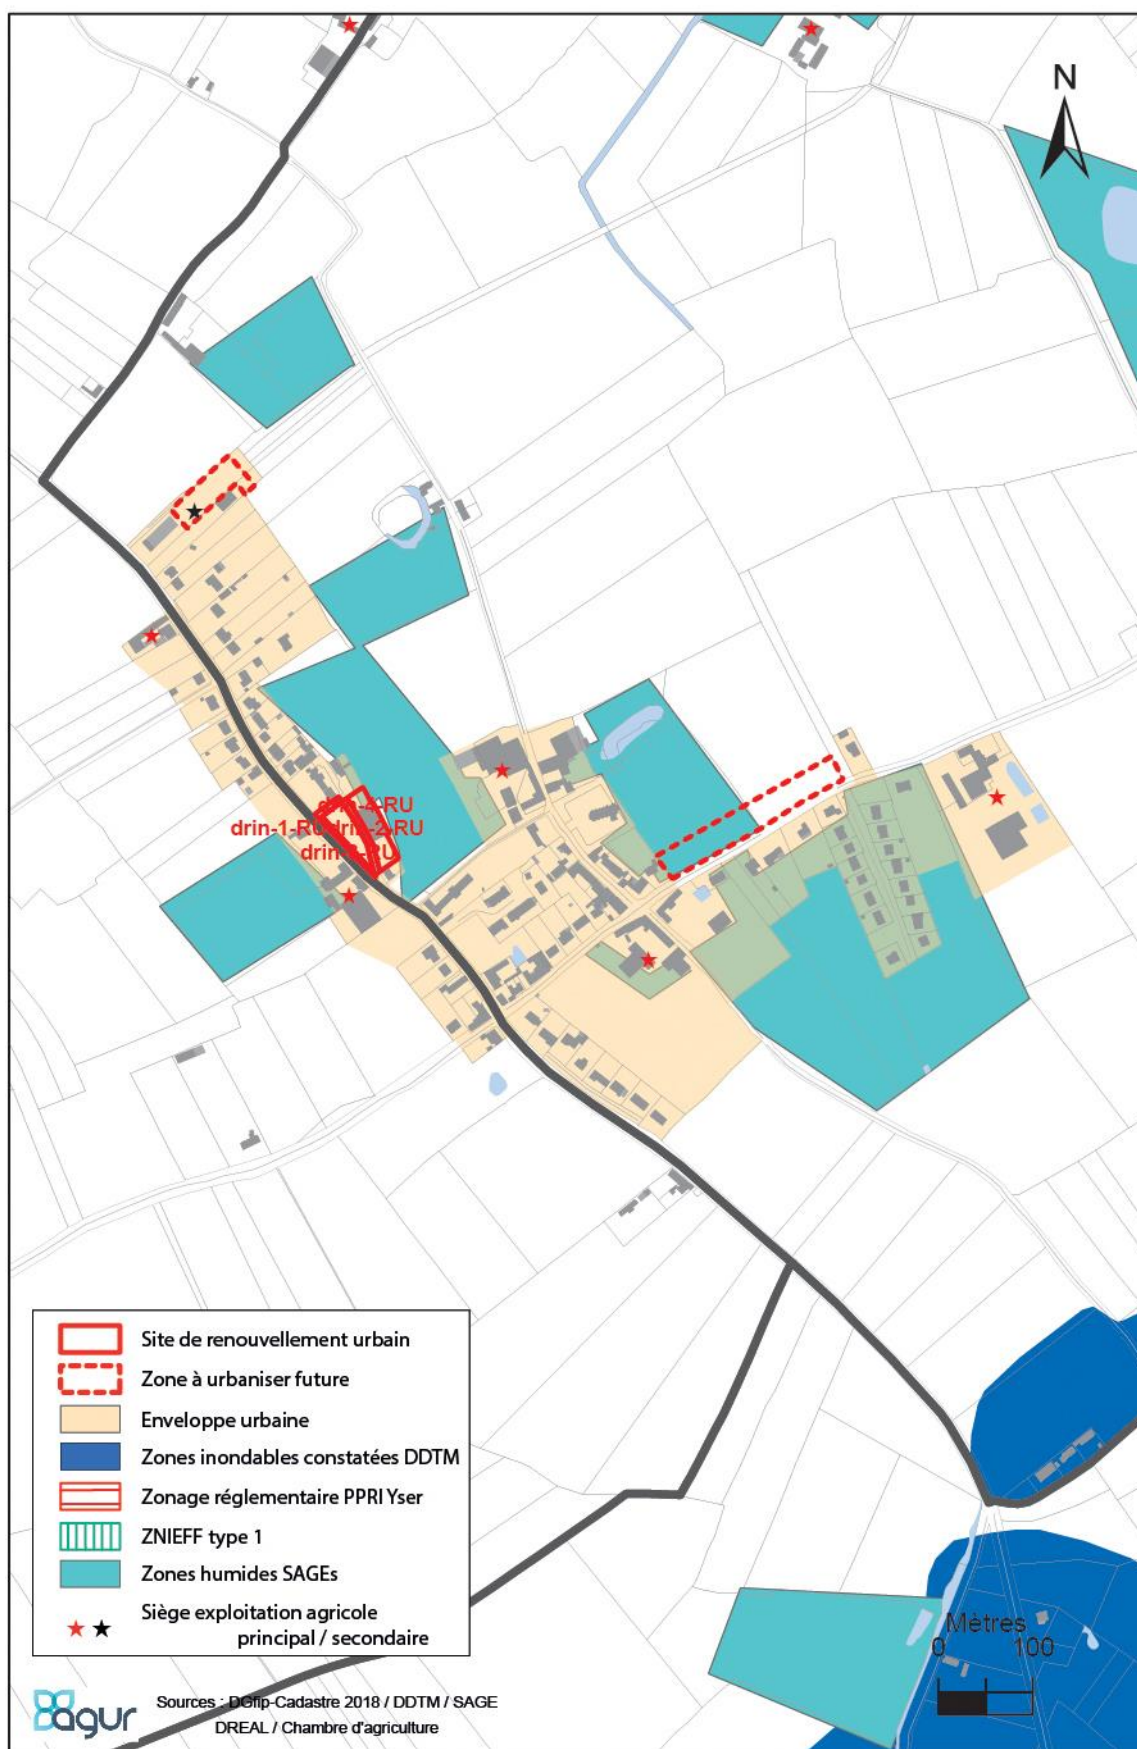 N
drin-4-RU
drin-1-RU drin-2-RU
Site de renouvellement urbain
Zone à urbaniser future
Enveloppe urbaine
Zones inondables constatées DDTM
Zonage réglementaire PPRI Yser
ZNIEFF type 1
Zones humides SAGEs
Siège exploitation agricole
principal / secondaire
Mètres
0 100
agur
Sources : DGfip-Cadastre 2018 / DDTM / SAGE
DREAL / Chambre d'agriculture